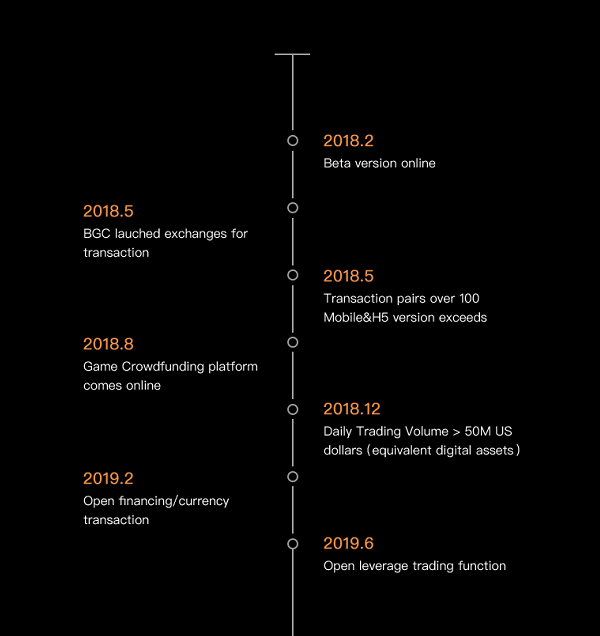 2018.2
Beta version online
2018.5
BGC lauched exchanges for
transaction
2018.5
Transaction pairs over 100
Mobile&H5 version exceeds
2018.8
Game Crowdfunding platform
comes online
2018.12
Daily Trading Volume > 50M US
dollars (equivalent digital assets)
2019.2
Open financing/currency
transaction
2019.6
Open leverage trading function